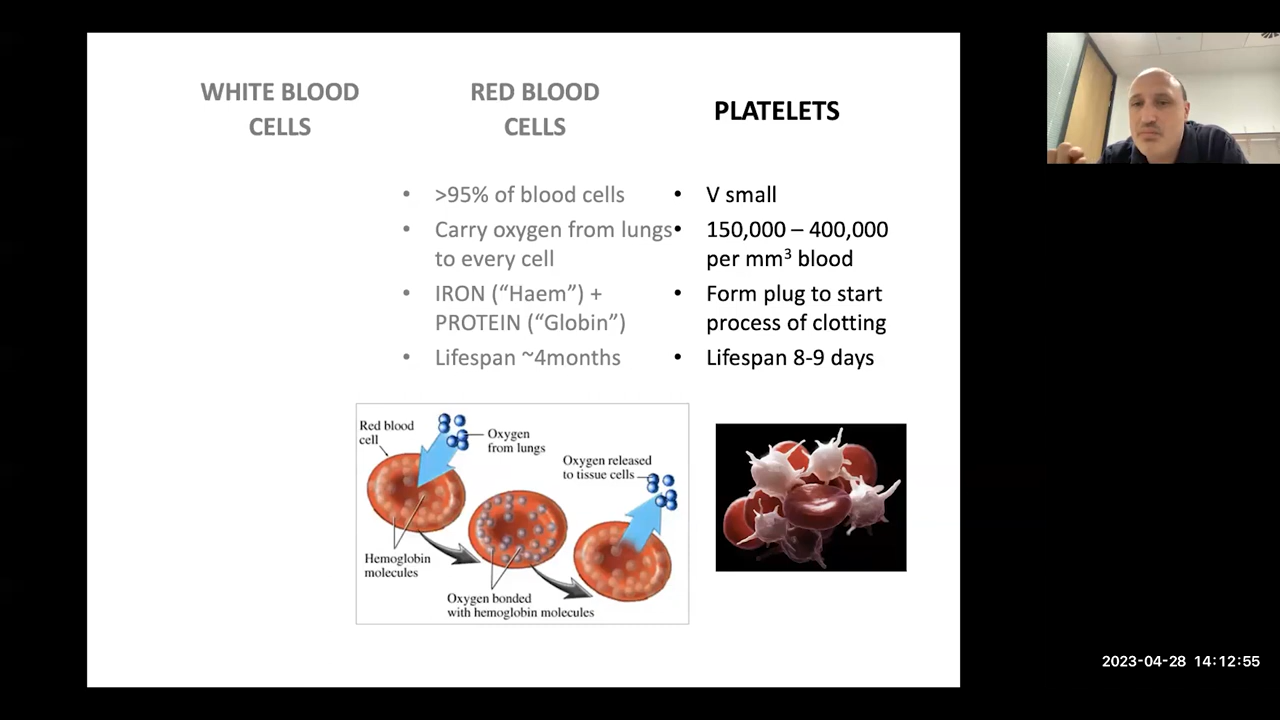 WHITE BLOOD
CELLS
RED BLOOD
CELLS
PLATELETS
• >95% of blood cells
• Carry oxygen from lungs
to every cell
• IRON (“Haem”) +
PROTEIN (“Globin”)
• Lifespan ~4months
• V small
• 150,000 – 400,000
per mm³ blood
• Form plug to start
process of clotting
• Lifespan 8-9 days
Red blood
cell
Oxygen
from lungs
Oxygen released
to tissue cells
Hemoglobin
molecules
Oxygen bonded
with hemoglobin molecules
2023-04-28 14:12:55